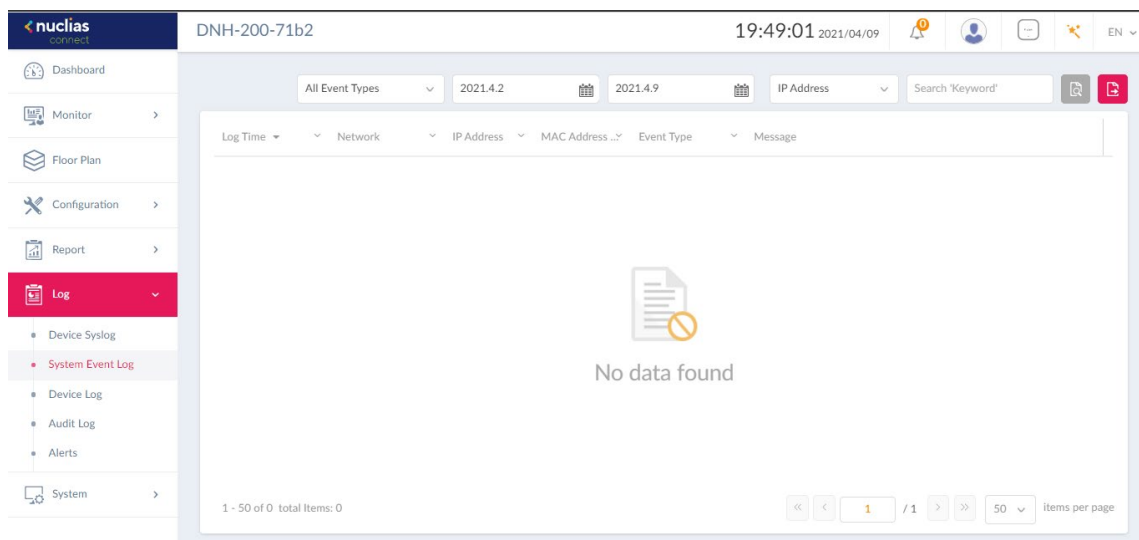 nuclias
connect
DNH-200-71b2
19:49:01 2021/04/09
0
EN
Dashboard
Monitor
Floor Plan
Configuration
Report
Log
Device Syslog
System Event Log
Device Log
Audit Log
Alerts
System
All Event Types
2021.4.2
2021.4.9
IP Address
Search 'Keyword'
Log Time
Network
IP Address
MAC Address ...
Event Type
Message
No data found
1 - 50 of 0 total Items: 0
<< < 1 / 1 > >> 50 items per page